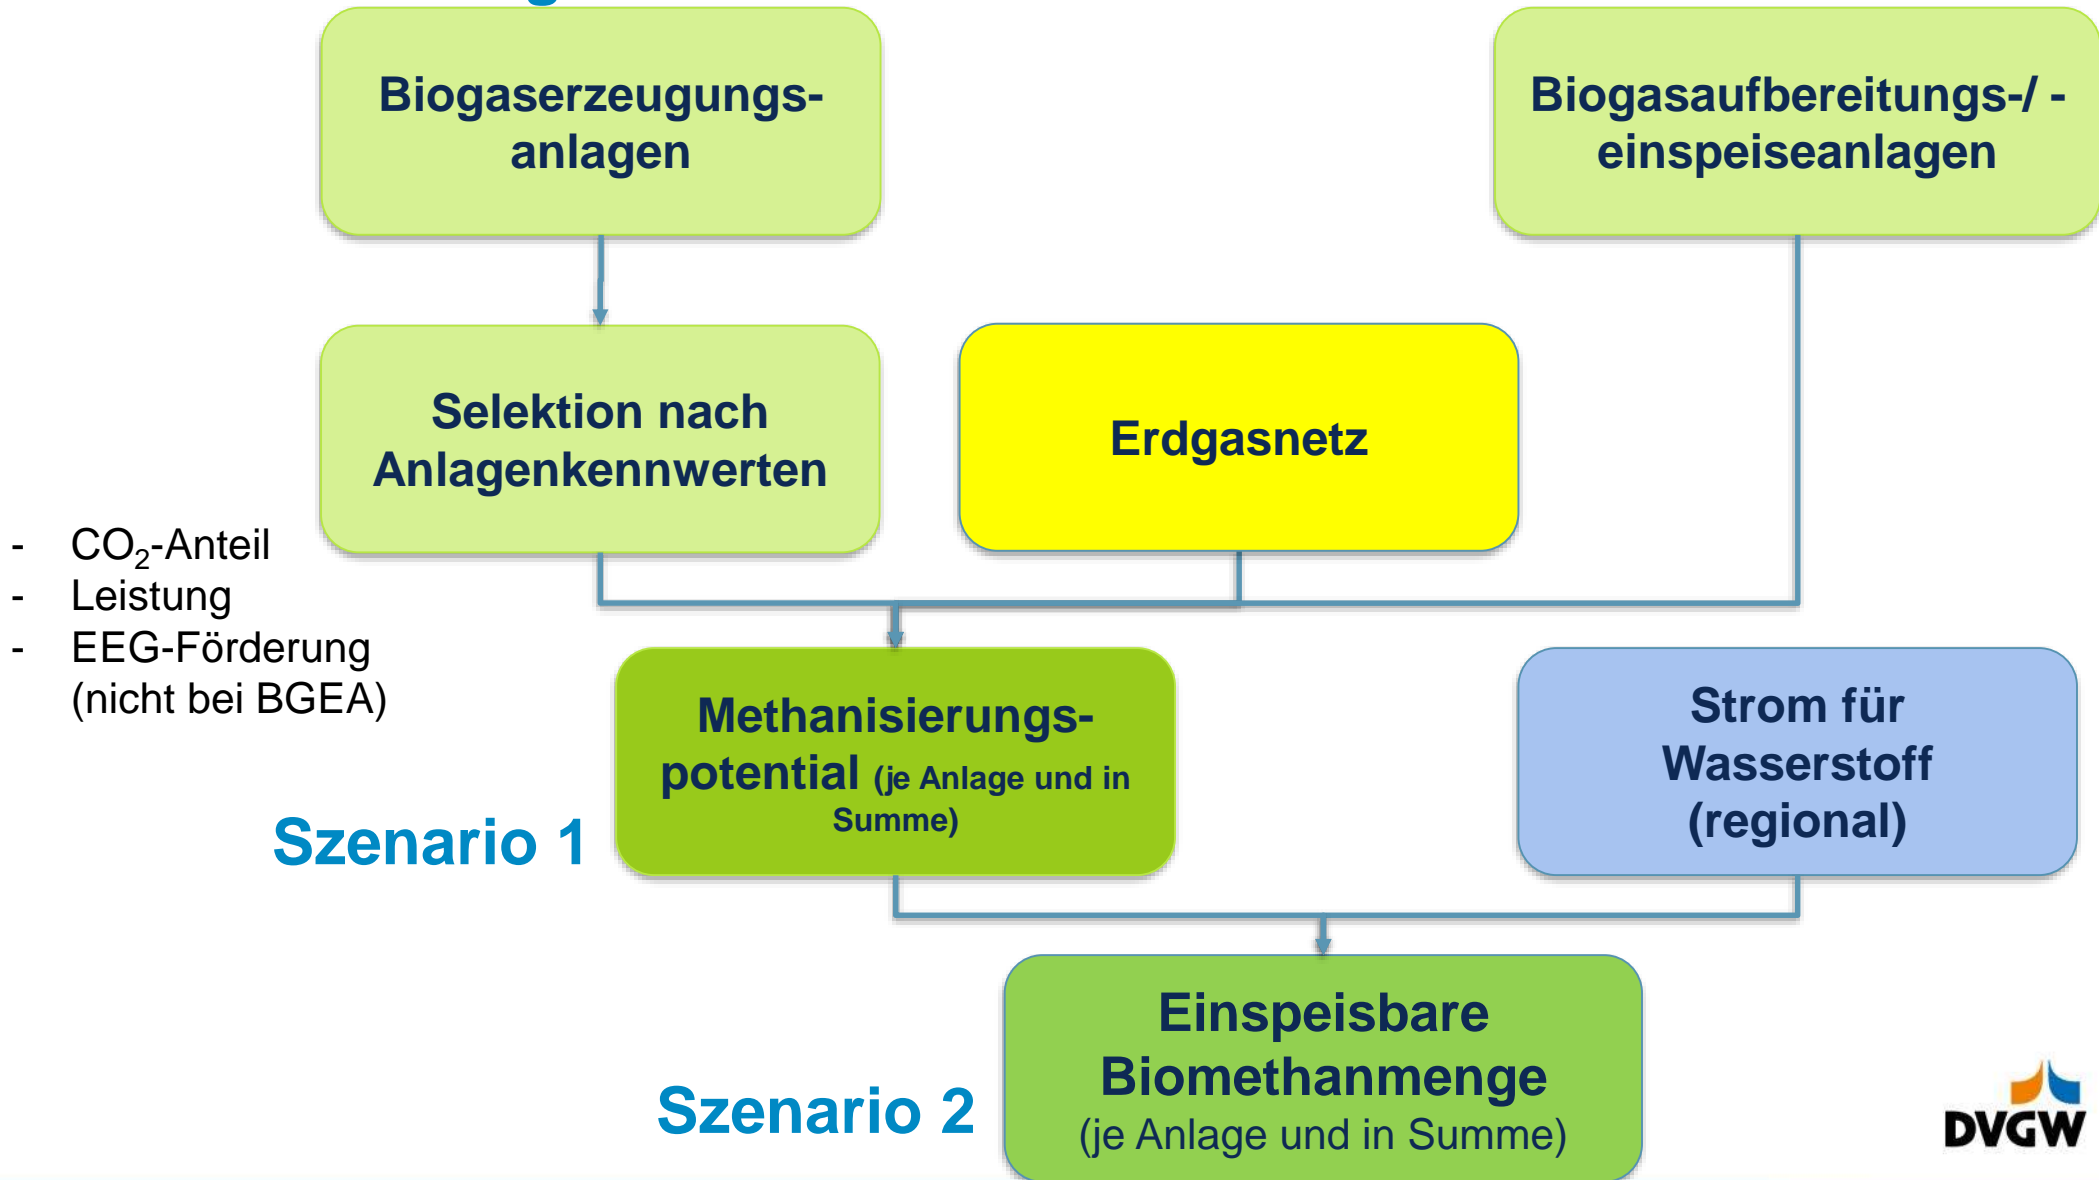 Biogaserzeugungs-
anlagen
Biogasaufbereitungs-/ -
einspeiseanlagen
Selektion nach
Anlagenkennwerten
Erdgasnetz
- CO₂-Anteil
- Leistung
- EEG-Förderung
(nicht bei BGEA)
Methanisierungs-
potential (je Anlage und in
Summe)
Strom für
Wasserstoff
(regional)
Szenario 1
Einspeisbare
Biomethanmenge
(je Anlage und in Summe)
Szenario 2
DVGW